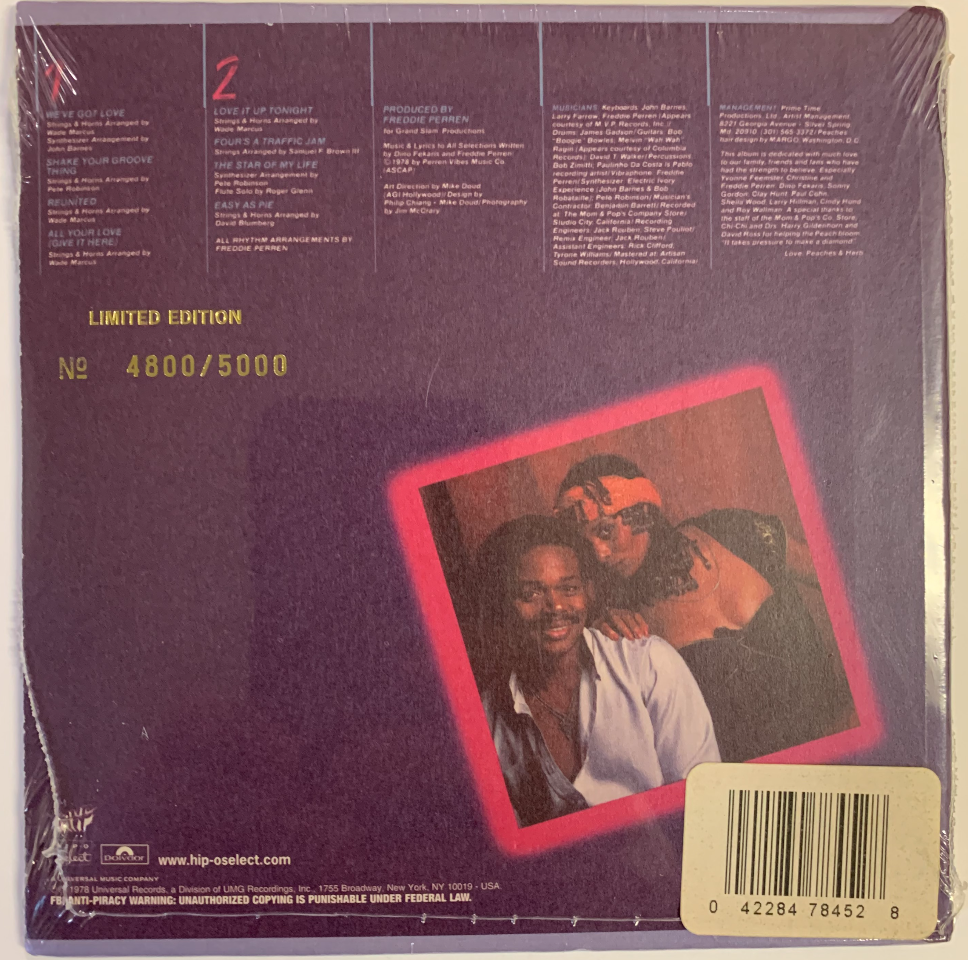 1
WE'VE GOT LOVE
Strings & Horns Arranged by
Wade Marcus
Synthesizer Arrangement by
John Barnes
SHAKE YOUR GROOVE
THING
Strings & Horns Arranged by
Pete Robinson
REUNITED
Strings & Horns Arranged by
Wade Marcus
ALL YOUR LOVE
(GIVE IT HERE)
Strings & Horns Arranged by
Wade Marcus
2
LOVE IT UP TONIGHT
Strings & Horns Arranged by
Wade Marcus
FOUR'S A TRAFFIC JAM
Strings Arranged by Samuel F. Brown III
THE STAR OF MY LIFE
Synthesizer Arrangement by
Pete Robinson
Flute Solo by Roger Glenn
EASY AS PIE
Strings & Horns Arranged by
David Blumberg
ALL RHYTHM ARRANGEMENTS BY
FREDDIE PERREN
PRODUCED BY
FREDDIE PERREN
for Grand Slam Productions
Music & Lyrics to All Selections Written
by Dino Fekaris and Freddie Perren
© 1978 by Perren-Vibes Music Co.
(ASCAP)
Art Direction by Mike Doud
(AGI Hollywood)/Design by
Philip Chiang + Mike Doud/Photography
by Jim McCrary
MUSICIANS: Keyboards: John Barnes,
Larry Farrow, Freddie Perren (Appears
courtesy of M.V.P. Records, Inc.)/
Drums: James Gadson/Guitars: Bob
"Boogie" Bowles, Melvin "Wah Wah"
Ragin (Appears courtesy of Columbia
Records), David T. Walker/Percussions:
Bob Zimitti, Paulinho Da Costa (a Pablo
recording artist)/Vibraphone: Freddie
Perren/Synthesizer: Electric Ivory
Experience (John Barnes & Bob
Robataille), Pete Robinson/Musician's
Contractor: Benjamin Barrett/Recorded
at: The Mom & Pop's Company Store/
Studio City, California/Recording
Engineers: Jack Rouben, Steve Pouliot/
Remix Engineer: Jack Rouben/
Assistant Engineers: Rick Clifford,
Tyrone Williams/Mastered at: Artisan
Sound Recorders, Hollywood, California/
MANAGEMENT: Prime Time
Productions, Ltd., Artist Management,
8221 Georgia Avenue • Silver Spring,
Md. 20910 (301) 565-3372/Peaches'
hair design by MARGO, Washington, D.C.
This album is dedicated with much love
to our family, friends and fans who have
had the strength to believe. Especially
Yvonne Feemster, Christine and
Freddie Perren, Dino Fekaris, Sonny
Gordon, Clay Hunt, Paul Cohn,
Shelly Wood, Larry Hillman, Cindy Hand
and Roy Wallman. A special thanks to
the staff of the Mom & Pop's Co. Store,
Chi-Chi and Drs. Harry Gildenhorn and
David Ross for helping the Peach bloom.
"It takes pressure to make a diamond".
Love, Peaches & Herb
LIMITED EDITION
Nº 4800/5000
select
Polydor
www.hip-oselect.com
A UNIVERSAL MUSIC COMPANY
1978 Universal Records, a Division of UMG Recordings, Inc., 1755 Broadway, New York, NY 10019 - USA.
FBI ANTI-PIRACY WARNING: UNAUTHORIZED COPYING IS PUNISHABLE UNDER FEDERAL LAW.
0 42284 78452 8